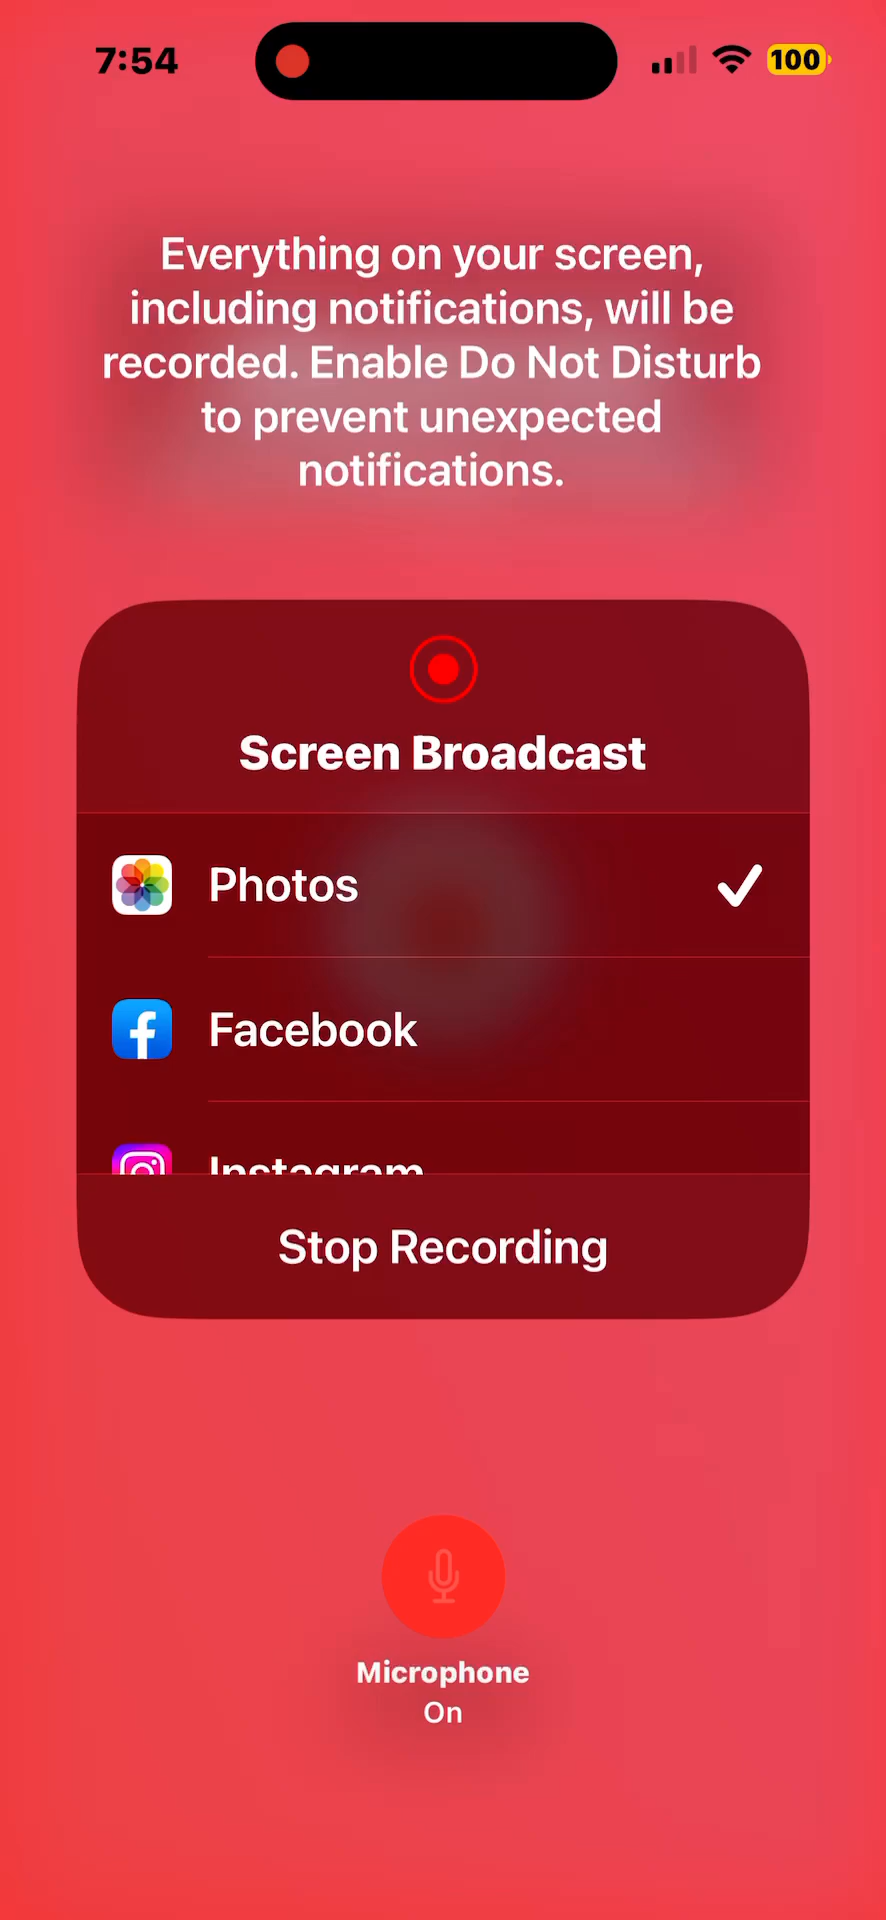 7:54
100
Everything on your screen,
including notifications, will be
recorded. Enable Do Not Disturb
to prevent unexpected
notifications.
Screen Broadcast
Photos
Facebook
Instagram
Stop Recording
Microphone
On